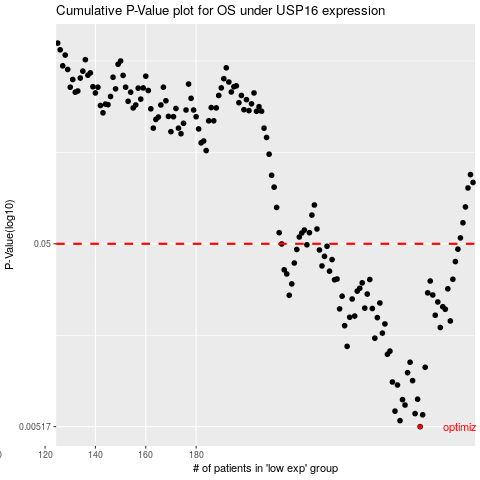 Cumulative P-Value plot for OS under USP16 expression
P-Value(log10)
0.05
0.00517
optimiz
0 120 140 160 180
# of patients in 'low exp' group